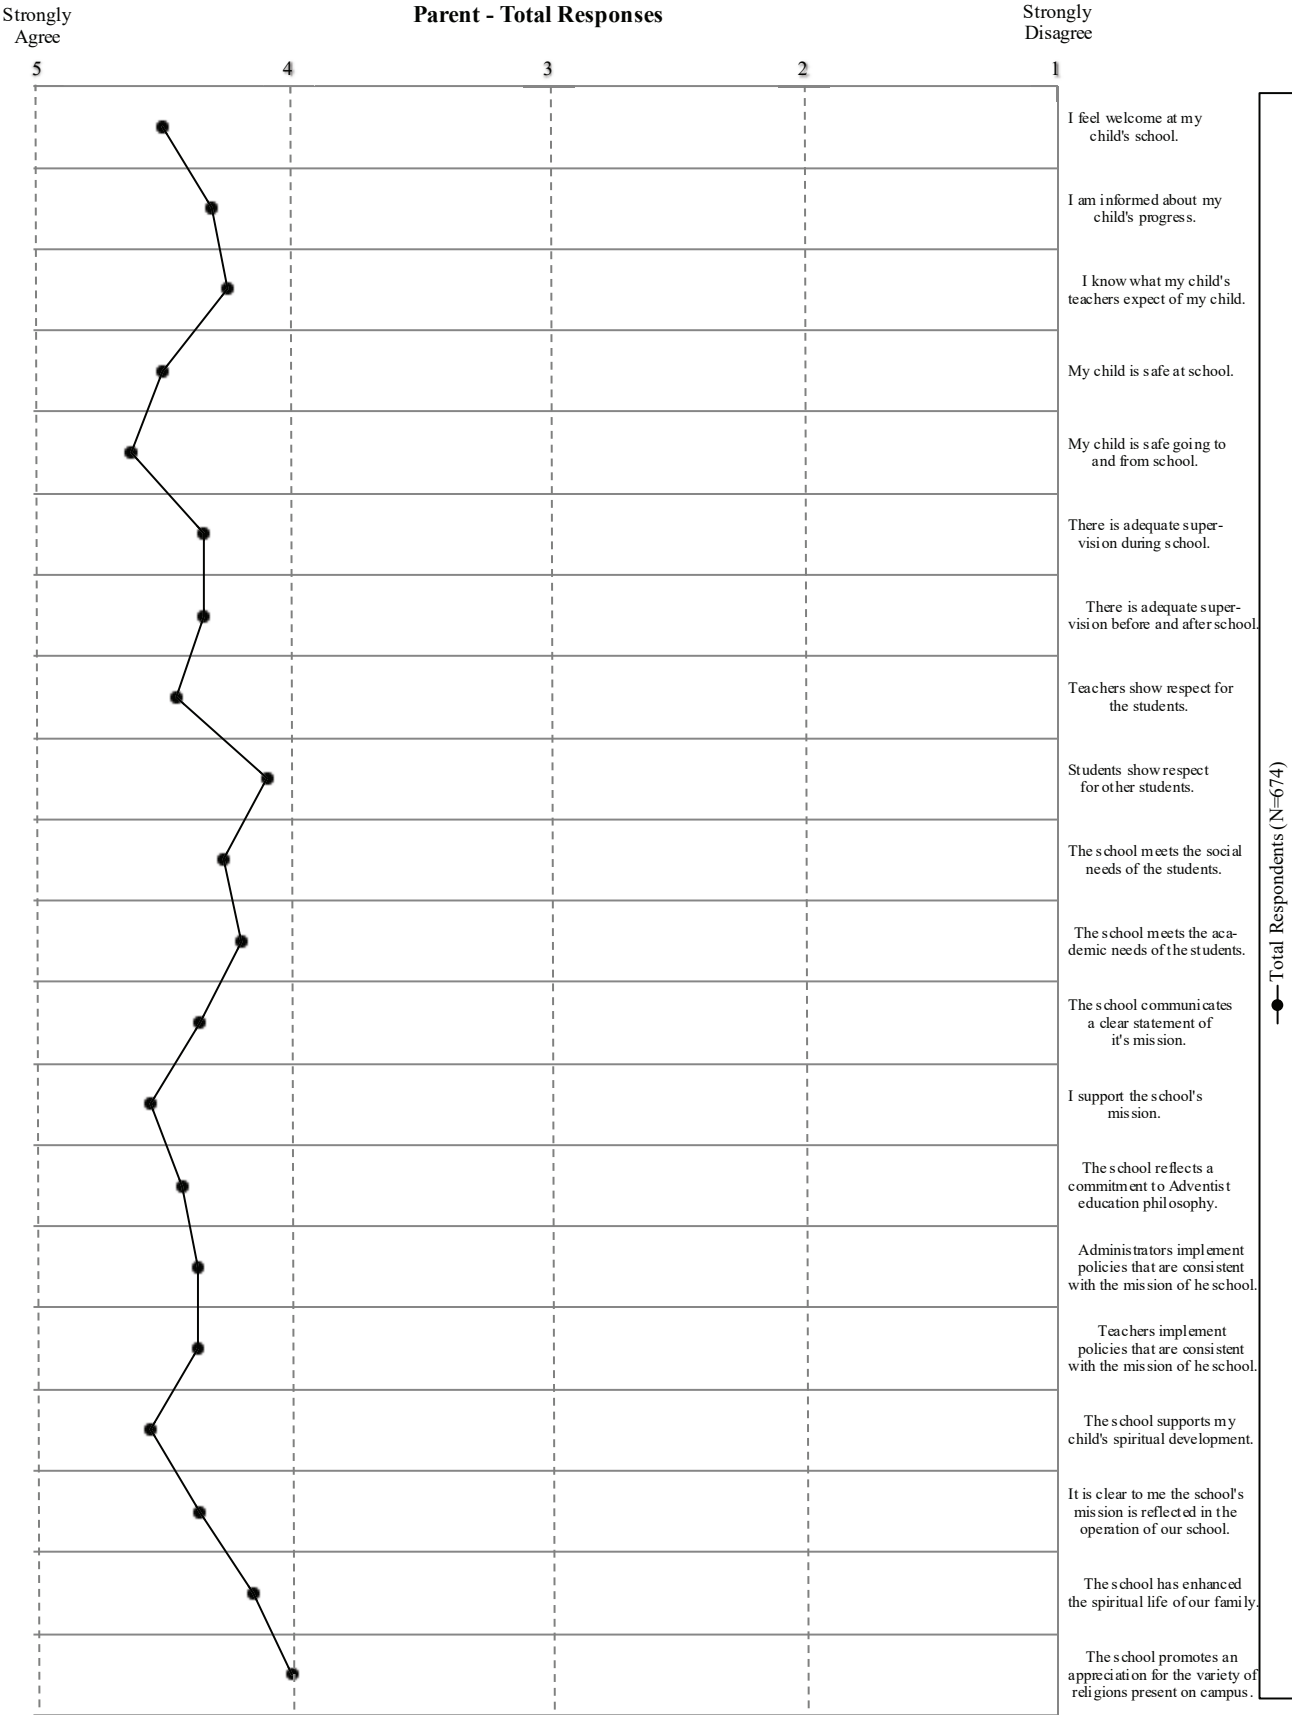 Strongly
Agree
Parent - Total Responses
Strongly
Disagree
5
4
3
2
1
I feel welcome at my
child's school.
I am informed about my
child's progress.
I know what my child's
teachers expect of my child.
My child is safe at school.
My child is safe going to
and from school.
There is adequate super-
vision during school.
There is adequate super-
vision before and after school.
Teachers show respect for
the students.
Students show respect
for other students.
The school meets the social
needs of the students.
The school meets the aca-
demic needs of the students.
The school communicates
a clear statement of
it's mission.
I support the school's
mission.
The school reflects a
commitment to Adventist
education philosophy.
Administrators implement
policies that are consistent
with the mission of he school.
Teachers implement
policies that are consistent
with the mission of he school.
The school supports my
child's spiritual development.
It is clear to me the school's
mission is reflected in the
operation of our school.
The school has enhanced
the spiritual life of our family.
The school promotes an
appreciation for the variety of
religions present on campus.
Total Respondents (N=674)